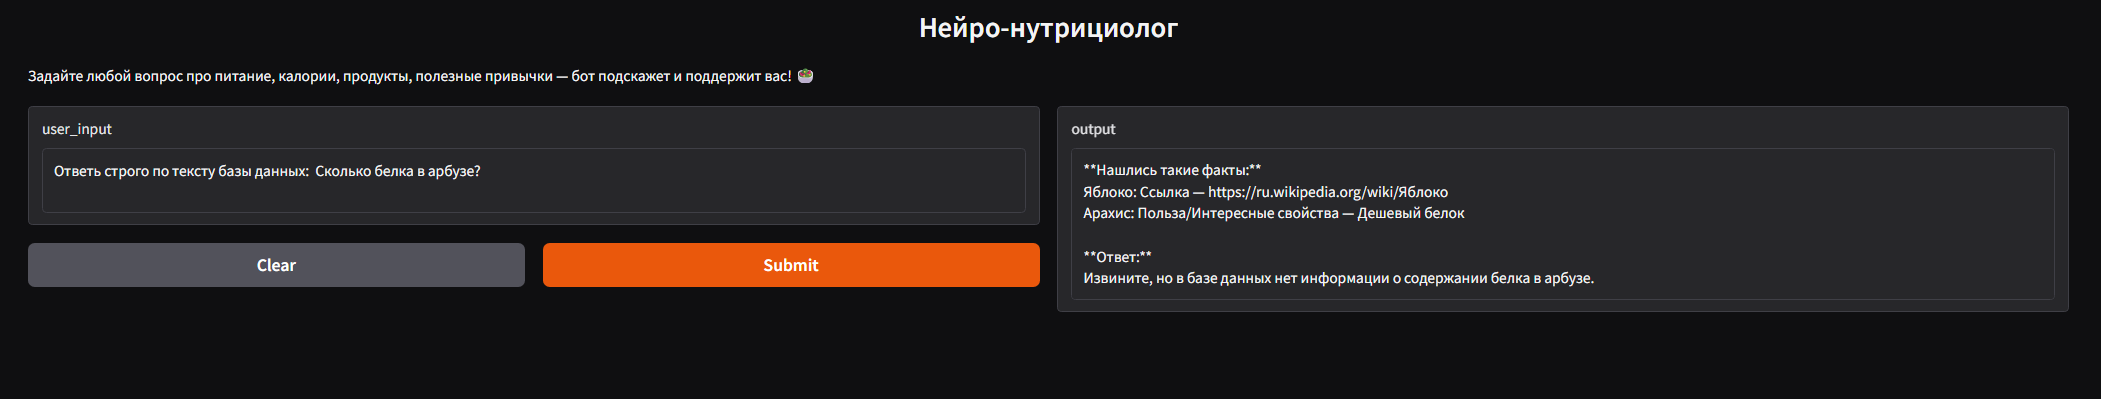 Нейро-нутрициолог
Задайте любой вопрос про питание, калории, продукты, полезные привычки — бот подскажет и поддержит вас! 🥗
user_input
Ответь строго по тексту базы данных:  Сколько белка в арбузе?
Clear
Submit
output
**Нашлись такие факты:**
Яблоко: Ссылка — https://ru.wikipedia.org/wiki/Яблоко
Арахис: Польза/Интересные свойства — Дешевый белок
**Ответ:**
Извините, но в базе данных нет информации о содержании белка в арбузе.